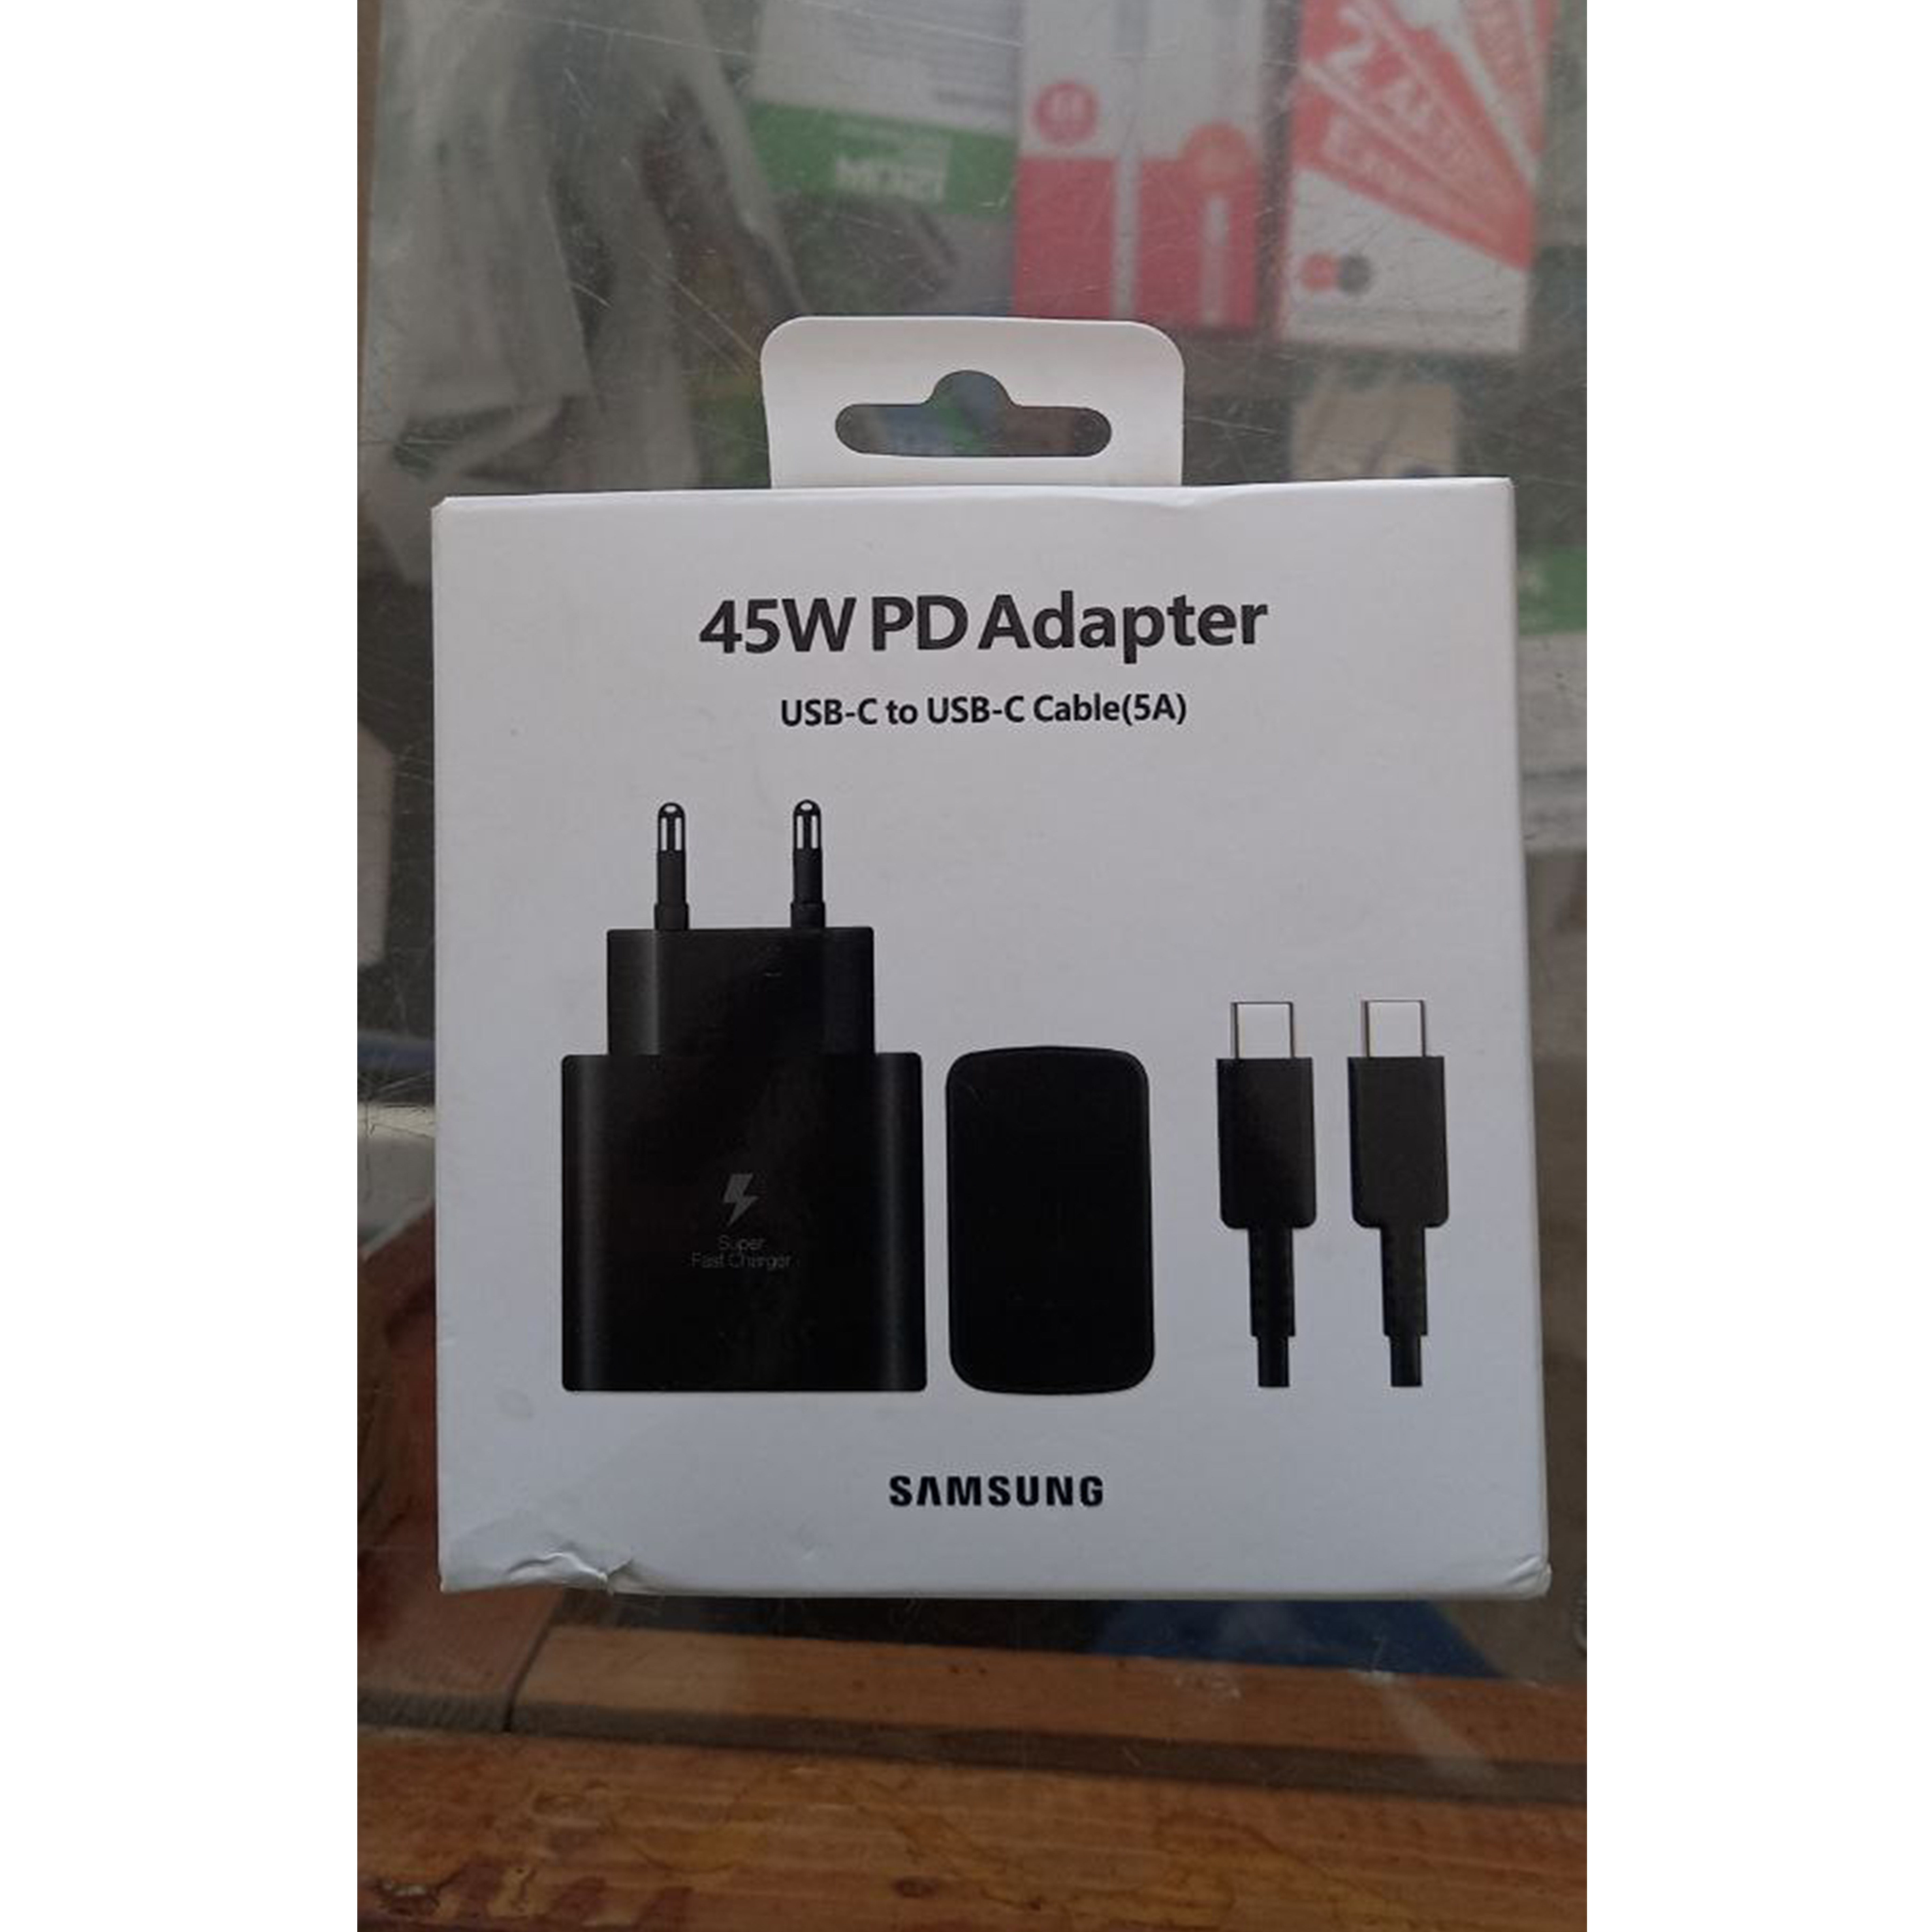 45W PD Adapter
USB-C to USB-C Cable(5A)
Super
Fast Charger
SAMSUNG